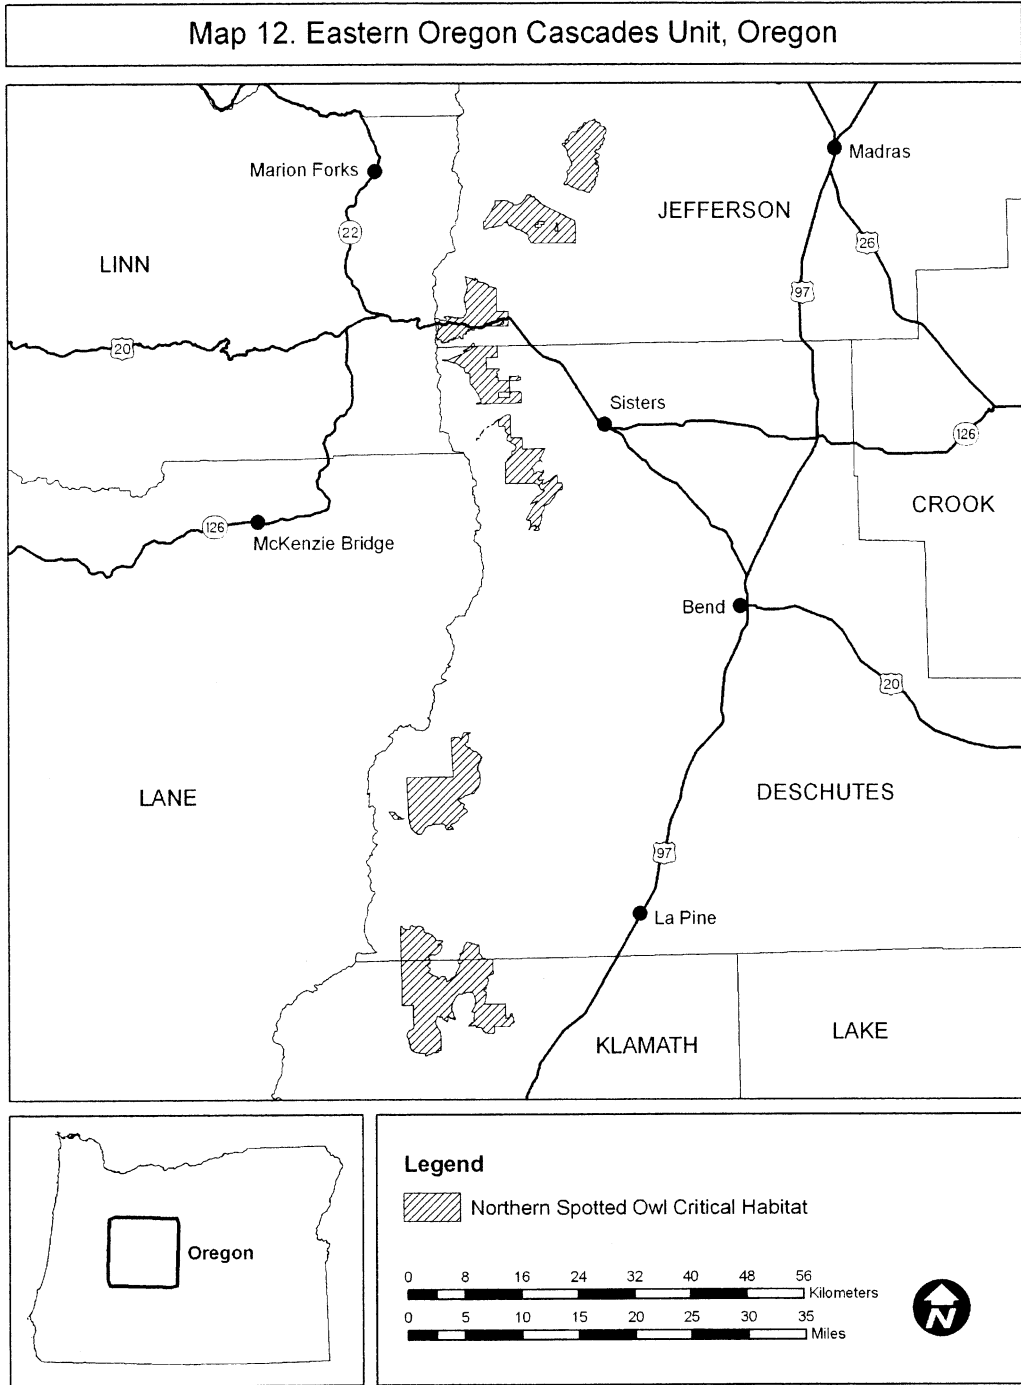 Map 12. Eastern Oregon Cascades Unit, Oregon
Madras
Marion Forks
JEFFERSON
22
26
LINN
97
20
Sisters
126
CROOK
126
McKenzie Bridge
Bend
20
DESCHUTES
LANE
97
La Pine
LAKE
KLAMATH
Legend
Northern Spotted Owl Critical Habitat
Oregon
0 8 16 24 32 40 48 56
Kilometers
0 5 10 15 20 25 30 35
Miles
N